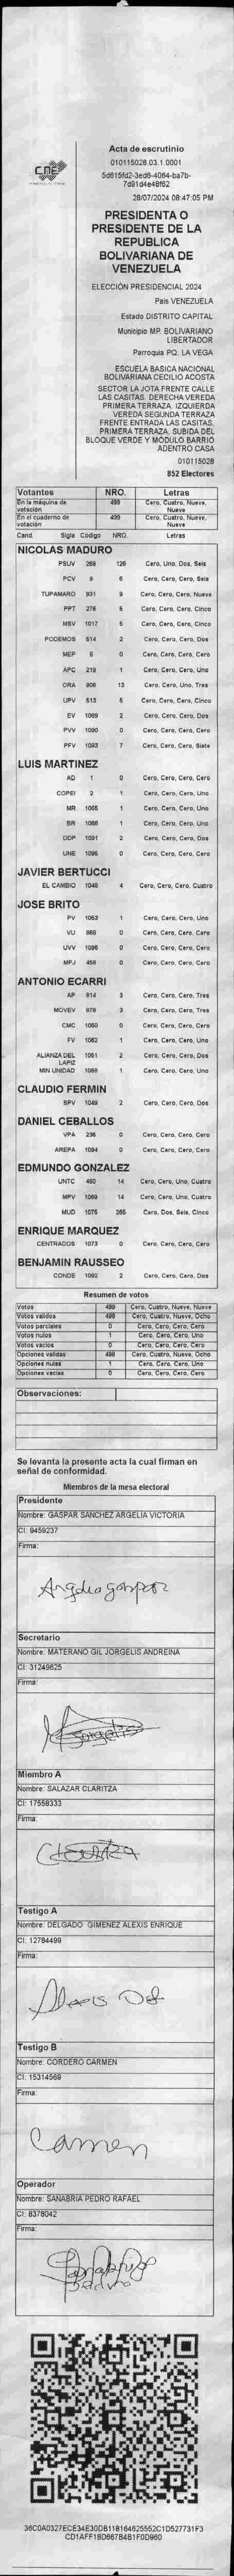 CNE
Acta de escrutinio
010115028.03.1.0001
5d615fd2-3ed6-4064-ba7b-
7d91d4e48f62
28/07/2024 08:47:05 PM
PRESIDENTA O
PRESIDENTE DE LA
REPUBLICA
BOLIVARIANA DE
VENEZUELA
ELECCIÓN PRESIDENCIAL 2024
País VENEZUELA
Estado DISTRITO CAPITAL
Municipio MP. BOLIVARIANO
LIBERTADOR
Parroquia PQ. LA VEGA
ESCUELA BASICA NACIONAL
BOLIVARIANA CECILIO ACOSTA
SECTOR LA JOTA FRENTE CALLE
LAS CASITAS. DERECHA VEREDA
PRIMERA TERRAZA. IZQUIERDA
VEREDA SEGUNDA TERRAZA
FRENTE ENTRADA LAS CASITAS.
PRIMERA TERRAZA. SUBIDA DEL
BLOQUE VERDE Y MÓDULO BARRIO
ADENTRO CASA
010115028
852 Electores
Votantes NRO. Letras
En la máquina de votación 499 Cero, Cuatro, Nueve, Nueve
En el cuaderno de votación 499 Cero, Cuatro, Nueve, Nueve
Cand. Sigla Código NRO. Letras
NICOLAS MADURO
PSUV 269 126 Cero, Uno, Dos, Seis
PCV 9 6 Cero, Cero, Cero, Seis
TUPAMARO 931 9 Cero, Cero, Cero, Nueve
PPT 276 5 Cero, Cero, Cero, Cinco
MSV 1017 5 Cero, Cero, Cero, Cinco
PODEMOS 514 2 Cero, Cero, Cero, Dos
MEP 6 0 Cero, Cero, Cero, Cero
APC 219 1 Cero, Cero, Cero, Uno
ORA 906 13 Cero, Cero, Uno, Tres
UPV 513 5 Cero, Cero, Cero, Cinco
EV 1089 2 Cero, Cero, Cero, Dos
PVV 1090 0 Cero, Cero, Cero, Cero
PFV 1093 7 Cero, Cero, Cero, Siete
LUIS MARTINEZ
AD 1 0 Cero, Cero, Cero, Cero
COPEI 2 1 Cero, Cero, Cero, Uno
MR 1065 1 Cero, Cero, Cero, Uno
BR 1066 1 Cero, Cero, Cero, Uno
DDP 1091 2 Cero, Cero, Cero, Dos
UNE 1096 0 Cero, Cero, Cero, Cero
JAVIER BERTUCCI
EL CAMBIO 1048 4 Cero, Cero, Cero, Cuatro
JOSE BRITO
PV 1053 1 Cero, Cero, Cero, Uno
VU 969 0 Cero, Cero, Cero, Cero
UVV 1095 0 Cero, Cero, Cero, Cero
MPJ 459 0 Cero, Cero, Cero, Cero
ANTONIO ECARRI
AP 814 3 Cero, Cero, Cero, Tres
MOVEV 978 3 Cero, Cero, Cero, Tres
CMC 1050 0 Cero, Cero, Cero, Cero
FV 1062 1 Cero, Cero, Cero, Uno
ALIANZA DEL LAPIZ 1051 2 Cero, Cero, Cero, Dos
MIN UNIDAD 1068 1 Cero, Cero, Cero, Uno
CLAUDIO FERMIN
SPV 1049 2 Cero, Cero, Cero, Dos
DANIEL CEBALLOS
VPA 236 0 Cero, Cero, Cero, Cero
AREPA 1094 0 Cero, Cero, Cero, Cero
EDMUNDO GONZALEZ
UNTC 460 14 Cero, Cero, Uno, Cuatro
MPV 1069 14 Cero, Cero, Uno, Cuatro
MUD 1075 265 Cero, Dos, Seis, Cinco
ENRIQUE MARQUEZ
CENTRADOS 1073 0 Cero, Cero, Cero, Cero
BENJAMIN RAUSSEO
CONDE 1092 2 Cero, Cero, Cero, Dos
Resumen de votos
Votos 499 Cero, Cuatro, Nueve, Nueve
Votos válidos 498 Cero, Cuatro, Nueve, Ocho
Votos parciales 0 Cero, Cero, Cero, Cero
Votos nulos 1 Cero, Cero, Cero, Uno
Votos vacíos 0 Cero, Cero, Cero, Cero
Opciones válidas 498 Cero, Cuatro, Nueve, Ocho
Opciones nulas 1 Cero, Cero, Cero, Uno
Opciones vacías 0 Cero, Cero, Cero, Cero
Observaciones:
Se levanta la presente acta la cual firman en
señal de conformidad.
Miembros de la mesa electoral
Presidente
Nombre: GASPAR SANCHEZ ARGELIA VICTORIA
CI: 9459237
Firma:
Secretario
Nombre: MATERANO GIL JORGELIS ANDREINA
CI: 31249625
Firma:
Jorgelis
Miembro A
Nombre: SALAZAR CLARITZA
CI: 17558333
Firma:
Testigo A
Nombre: DELGADO GIMENEZ ALEXIS ENRIQUE
CI: 12784499
Firma:
Testigo B
Nombre: CORDERO CARMEN
CI: 15314569
Firma:
Carmen
Operador
Nombre: SANABRIA PEDRO RAFAEL
CI: 6378042
Firma:
36C0A0327ECE34E30DB118164625552C1D527731F3
CD1AFF18D667B4B1F0D960